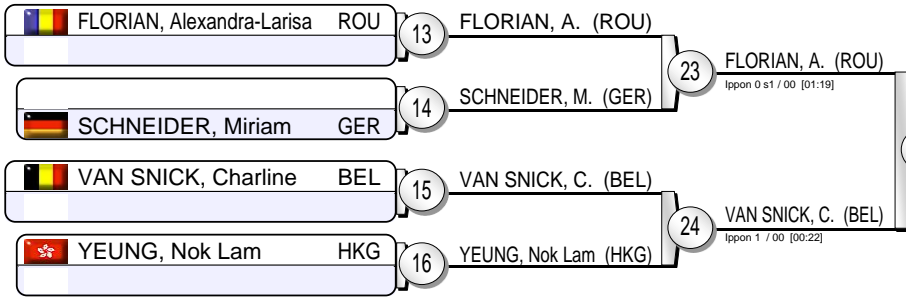 FLORIAN, Alexandra-Larisa ROU
13
FLORIAN, A. (ROU)
23
FLORIAN, A. (ROU)
Ippon 0 s1 / 00 [01:19]
14
SCHNEIDER, M. (GER)
SCHNEIDER, Miriam GER
VAN SNICK, Charline BEL
15
VAN SNICK, C. (BEL)
24
VAN SNICK, C. (BEL)
Ippon 1 / 00 [00:22]
YEUNG, Nok Lam HKG
16
YEUNG, Nok Lam (HKG)